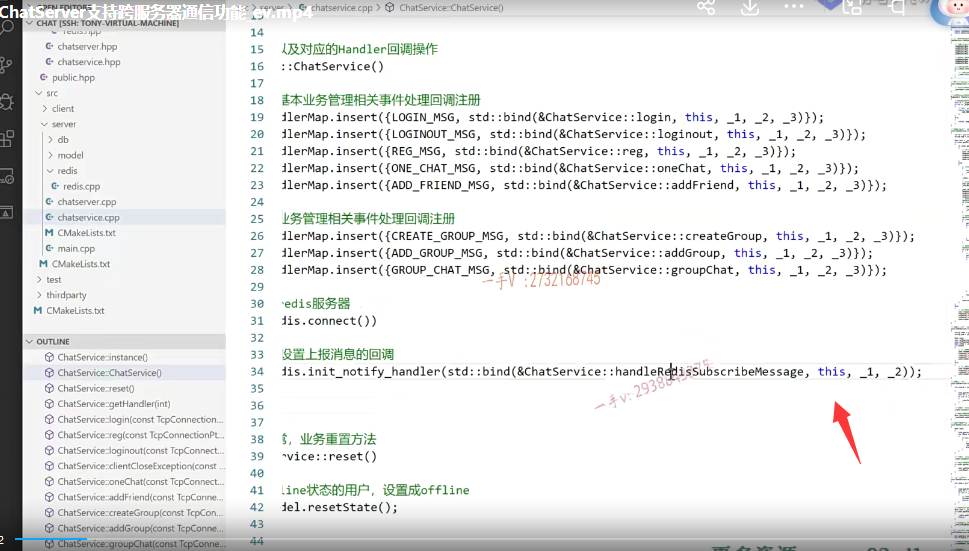 ChatServer支持跨服务器通信功能_ev.mp4
EDITORS
server
chatservice.cpp
ChatService::ChatService()
CHAT [SSH: TONY-VIRTUAL-MACHINE]
redis.hpp
chatserver.hpp
chatservice.hpp
public.hpp
src
client
server
db
model
redis
redis.cpp
chatserver.cpp
chatservice.cpp
CMakeLists.txt
main.cpp
CMakeLists.txt
test
thirdparty
CMakeLists.txt
OUTLINE
ChatService::instance()
ChatService::ChatService()
ChatService::reset()
ChatService::getHandler(int)
ChatService::login(const TcpConnection...
ChatService::reg(const TcpConnectionPt...
ChatService::loginout(const TcpConnect...
ChatService::clientCloseException(const ...
ChatService::oneChat(const TcpConnect...
ChatService::addFriend(const TcpConne...
ChatService::createGroup(const TcpCon...
ChatService::addGroup(const TcpConne...
ChatService::groupChat(const TcpConne...
14
15 以及对应的Handler回调操作
16 ::ChatService()
17
18 基本业务管理相关事件处理回调注册
19 dlerMap.insert({LOGIN_MSG, std::bind(&ChatService::login, this, _1, _2, _3)});
20 dlerMap.insert({LOGINOUT_MSG, std::bind(&ChatService::loginout, this, _1, _2, _3)});
21 dlerMap.insert({REG_MSG, std::bind(&ChatService::reg, this, _1, _2, _3)});
22 dlerMap.insert({ONE_CHAT_MSG, std::bind(&ChatService::oneChat, this, _1, _2, _3)});
23 dlerMap.insert({ADD_FRIEND_MSG, std::bind(&ChatService::addFriend, this, _1, _2, _3)});
24
25 业务管理相关事件处理回调注册
26 dlerMap.insert({CREATE_GROUP_MSG, std::bind(&ChatService::createGroup, this, _1, _2, _3)});
27 dlerMap.insert({ADD_GROUP_MSG, std::bind(&ChatService::addGroup, this, _1, _2, _3)});
28 dlerMap.insert({GROUP_CHAT_MSG, std::bind(&ChatService::groupChat, this, _1, _2, _3)});
一手V :2732188745
29
30 redis服务器
31 dis.connect())
32
33 设置上报消息的回调
34 dis.init_notify_handler(std::bind(&ChatService::handleRedisSubscribeMessage, this, _1, _2));
35
36
37
38 业务重置方法
39 rvice::reset()
40
41 line状态的用户，设置成offline
42 del.resetState();
43
44